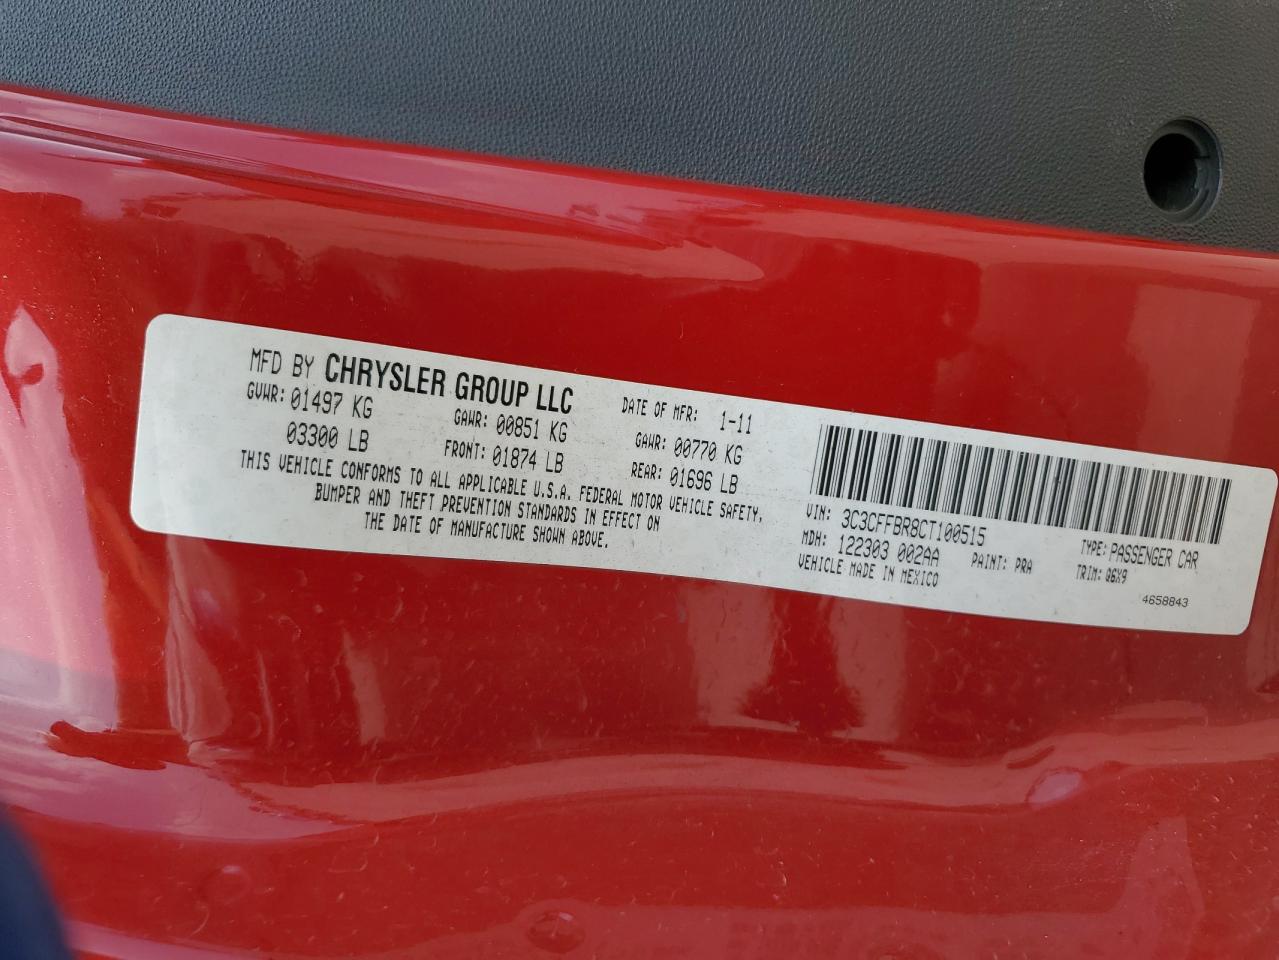 MFD BY CHRYSLER GROUP LLC DATE OF MFR: 1-11
GVWR: 01497 KG GAWR: 00851 KG GAWR: 00770 KG
03300 LB FRONT: 01874 LB REAR: 01696 LB
THIS VEHICLE CONFORMS TO ALL APPLICABLE U.S.A. FEDERAL MOTOR VEHICLE SAFETY,
BUMPER AND THEFT PREVENTION STANDARDS IN EFFECT ON
THE DATE OF MANUFACTURE SHOWN ABOVE.
VIN: 3C3CFFBR8CT100515 TYPE: PASSENGER CAR
MDH: 122303 002AA PAINT: PRA TRIM: Q6X9
VEHICLE MADE IN MEXICO 4658843